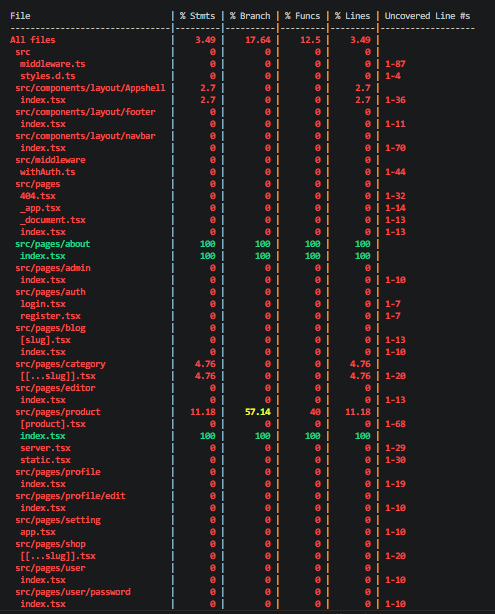 File | % Stmts | % Branch | % Funcs | % Lines | Uncovered Line #s
---------------------------------|---------|----------|---------|---------|-------------------
All files | 3.49 | 17.64 | 12.5 | 3.49 |
src | 0 | 0 | 0 | 0 |
middleware.ts | 0 | 0 | 0 | 0 | 1-87
styles.d.ts | 0 | 0 | 0 | 0 | 1-4
src/components/layout/Appshell | 2.7 | 0 | 0 | 2.7 |
index.tsx | 2.7 | 0 | 0 | 2.7 | 1-36
src/components/layout/footer | 0 | 0 | 0 | 0 |
index.tsx | 0 | 0 | 0 | 0 | 1-11
src/components/layout/navbar | 0 | 0 | 0 | 0 |
index.tsx | 0 | 0 | 0 | 0 | 1-70
src/middleware | 0 | 0 | 0 | 0 |
withAuth.ts | 0 | 0 | 0 | 0 | 1-44
src/pages | 0 | 0 | 0 | 0 |
404.tsx | 0 | 0 | 0 | 0 | 1-32
_app.tsx | 0 | 0 | 0 | 0 | 1-14
_document.tsx | 0 | 0 | 0 | 0 | 1-13
index.tsx | 0 | 0 | 0 | 0 | 1-13
src/pages/about | 100 | 100 | 100 | 100 |
index.tsx | 100 | 100 | 100 | 100 |
src/pages/admin | 0 | 0 | 0 | 0 |
index.tsx | 0 | 0 | 0 | 0 | 1-10
src/pages/auth | 0 | 0 | 0 | 0 |
login.tsx | 0 | 0 | 0 | 0 | 1-7
register.tsx | 0 | 0 | 0 | 0 | 1-7
src/pages/blog | 0 | 0 | 0 | 0 |
[slug].tsx | 0 | 0 | 0 | 0 | 1-13
index.tsx | 0 | 0 | 0 | 0 | 1-10
src/pages/category | 4.76 | 0 | 0 | 4.76 |
[[...slug]].tsx | 4.76 | 0 | 0 | 4.76 | 1-20
src/pages/editor | 0 | 0 | 0 | 0 |
index.tsx | 0 | 0 | 0 | 0 | 1-13
src/pages/product | 11.18 | 57.14 | 40 | 11.18 |
[product].tsx | 0 | 0 | 0 | 0 | 1-68
index.tsx | 100 | 100 | 100 | 100 |
server.tsx | 0 | 0 | 0 | 0 | 1-29
static.tsx | 0 | 0 | 0 | 0 | 1-30
src/pages/profile | 0 | 0 | 0 | 0 |
index.tsx | 0 | 0 | 0 | 0 | 1-19
src/pages/profile/edit | 0 | 0 | 0 | 0 |
index.tsx | 0 | 0 | 0 | 0 | 1-10
src/pages/setting | 0 | 0 | 0 | 0 |
app.tsx | 0 | 0 | 0 | 0 | 1-10
src/pages/shop | 0 | 0 | 0 | 0 |
[[...slug]].tsx | 0 | 0 | 0 | 0 | 1-20
src/pages/user | 0 | 0 | 0 | 0 |
index.tsx | 0 | 0 | 0 | 0 | 1-10
src/pages/user/password | 0 | 0 | 0 | 0 |
index.tsx | 0 | 0 | 0 | 0 | 1-10